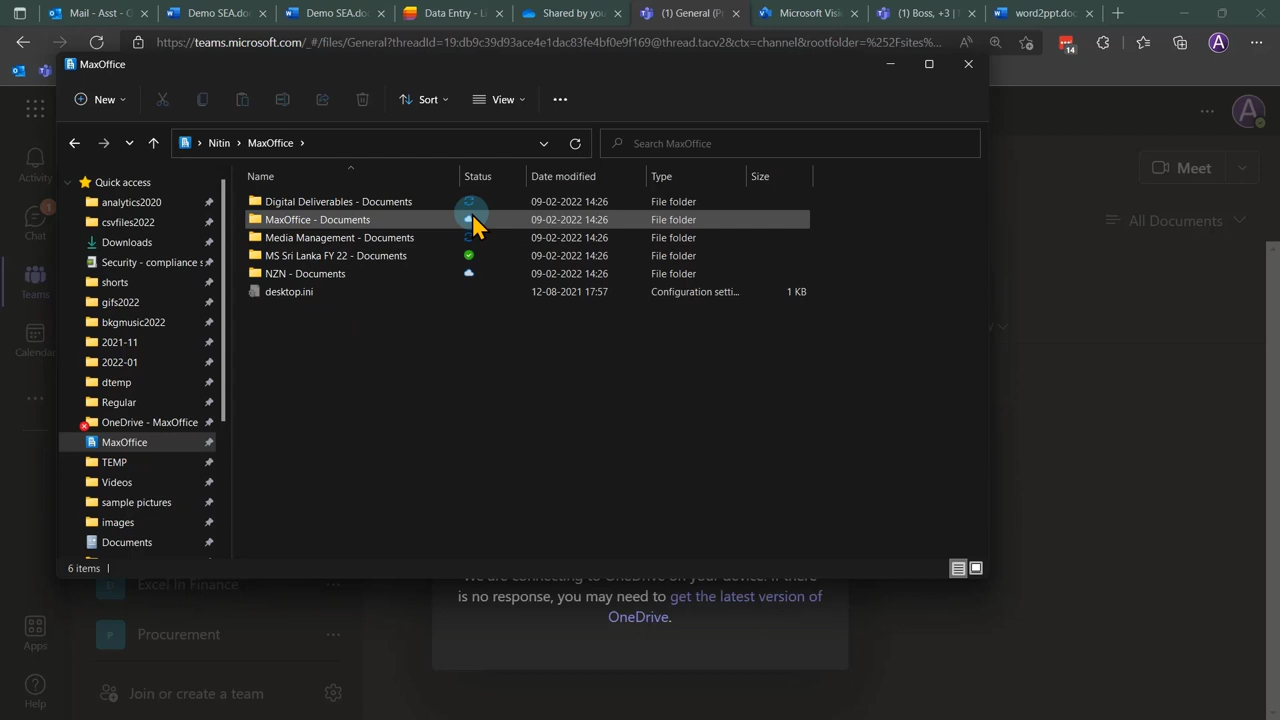 Mail - Asst - G
Demo SEA.do
Demo SEA.do
Data Entry - Li
Shared by you
(1) General (P
Microsoft Visi
(1) Boss, +3 |
word2ppt.doc
https://teams.microsoft.com/_#/files/General?threadId=19:db9c39d93ace4e1dac83fe4bf0e9f169@thread.tacv2&ctx=channel&rootfolder=%252Fsites%...
14
A
MaxOffice
New
Sort
View
Nitin > MaxOffice >
Search MaxOffice
Name Status Date modified Type Size
Digital Deliverables - Documents 09-02-2022 14:26 File folder
MaxOffice - Documents 09-02-2022 14:26 File folder
Media Management - Documents 09-02-2022 14:26 File folder
MS Sri Lanka FY 22 - Documents 09-02-2022 14:26 File folder
NZN - Documents 09-02-2022 14:26 File folder
desktop.ini 12-08-2021 17:57 Configuration setti... 1 KB
Quick access
analytics2020
csvfiles2022
Downloads
Security - compliance s
shorts
gifs2022
bkgmusic2022
2021-11
2022-01
dtemp
Regular
OneDrive - MaxOffice
MaxOffice
TEMP
Videos
sample pictures
images
Documents
6 items
Activity
Chat
1
Teams
Calendar
Apps
Help
A
Meet
All Documents
Excel In Finance
P
Procurement
Join or create a team
We are connecting to OneDrive on your device. If there
is no response, you may need to get the latest version of
OneDrive.